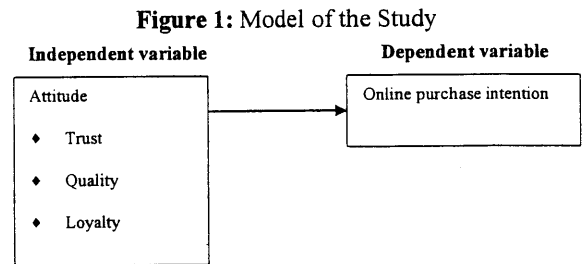 Figure 1: Model of the Study
Independent variable
Dependent variable
Attitude
♦ Trust
♦ Quality
♦ Loyalty
Online purchase intention